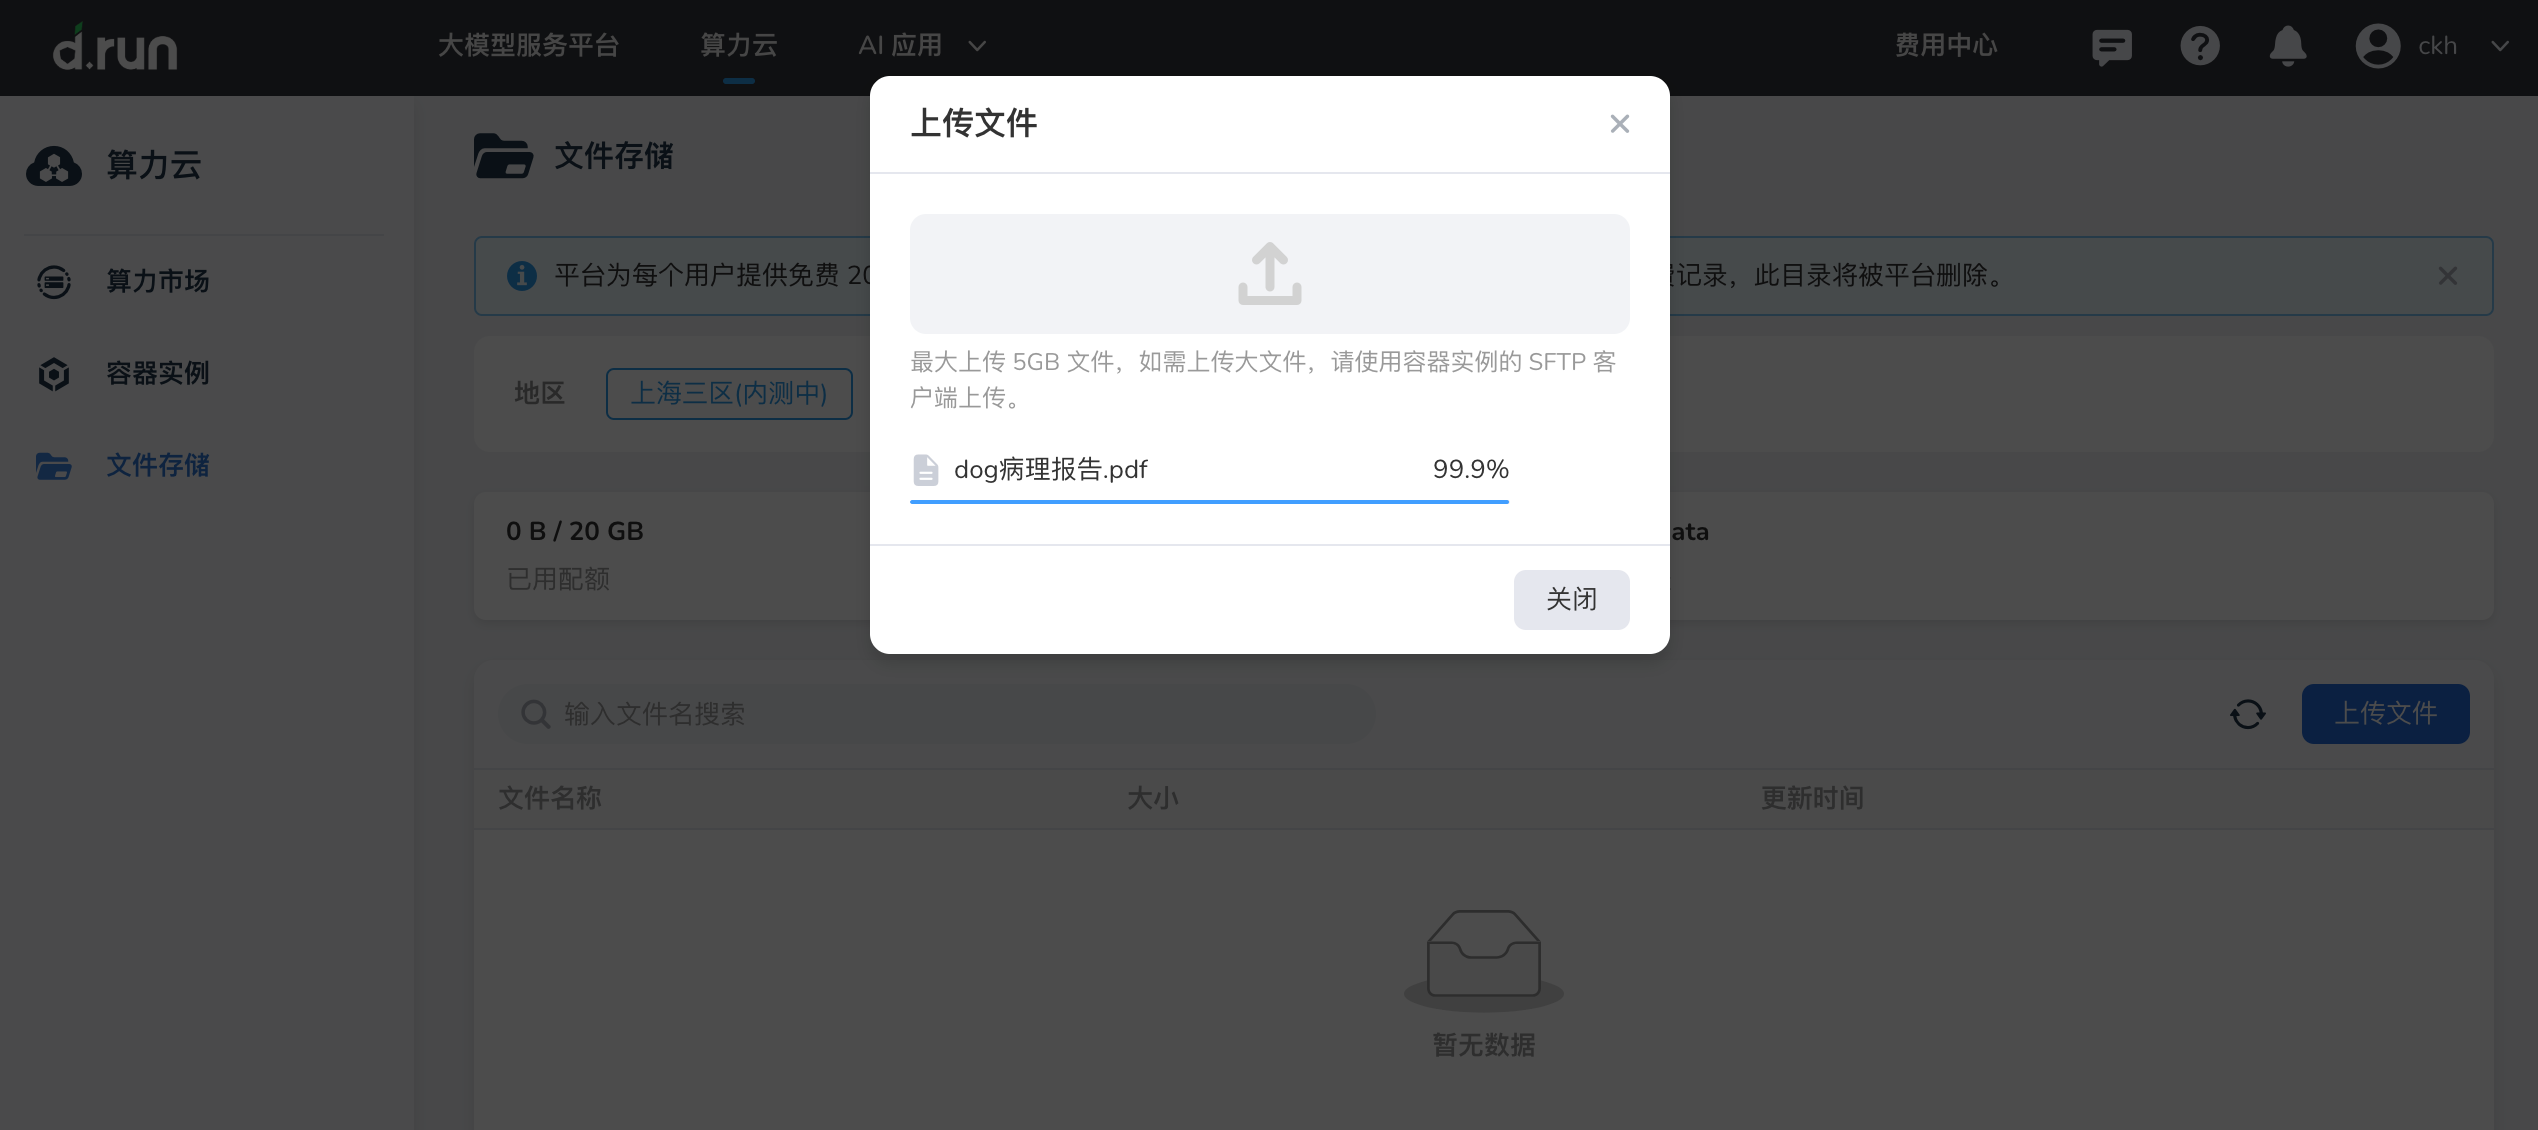 d.run
大模型服务平台
算力云
AI 应用
费用中心
ckh
算力云
算力市场
容器实例
文件存储
文件存储
平台为每个用户提供免费 20
记录，此目录将被平台删除。
地区
上海三区(内测中)
0 B / 20 GB
已用配额
ata
上传文件
最大上传 5GB 文件，如需上传大文件，请使用容器实例的 SFTP 客
户端上传。
dog病理报告.pdf
99.9%
关闭
输入文件名搜索
上传文件
文件名称
大小
更新时间
暂无数据